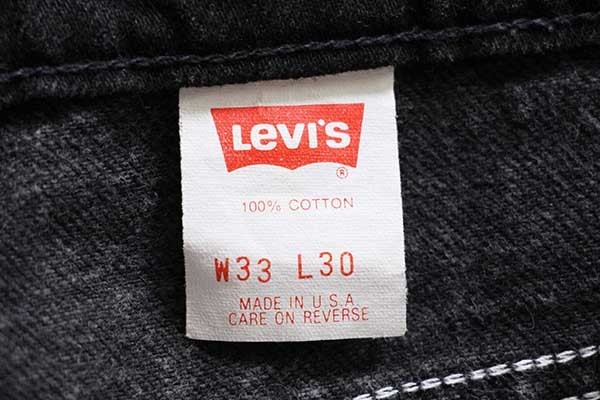 Levi's
®
100% COTTON
W33 L30
MADE IN U.S.A
CARE ON REVERSE